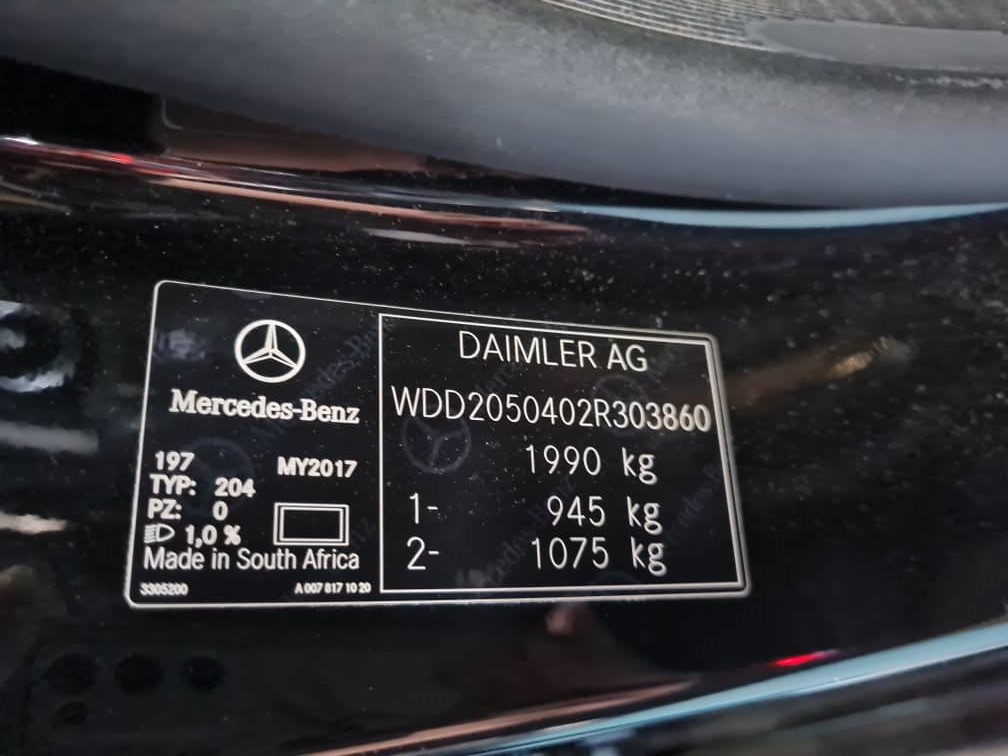 Mercedes-Benz
197 MY2017
TYP: 204
PZ: 0
1,0 %
Made in South Africa
3305200 A 007 817 10 20
DAIMLER AG
WDD2050402R303860
1990 kg
1- 945 kg
2- 1075 kg